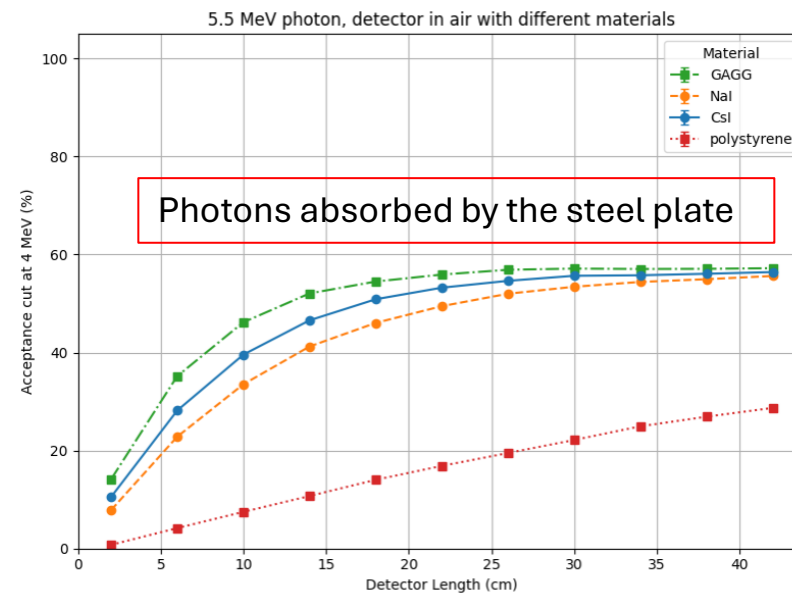 5.5 MeV photon, detector in air with different materials
100
80
60
40
20
0
Acceptance cut at 4 MeV (%)
Material
GAGG
NaI
CsI
polystyrene
Photons absorbed by the steel plate
0 5 10 15 20 25 30 35 40
Detector Length (cm)